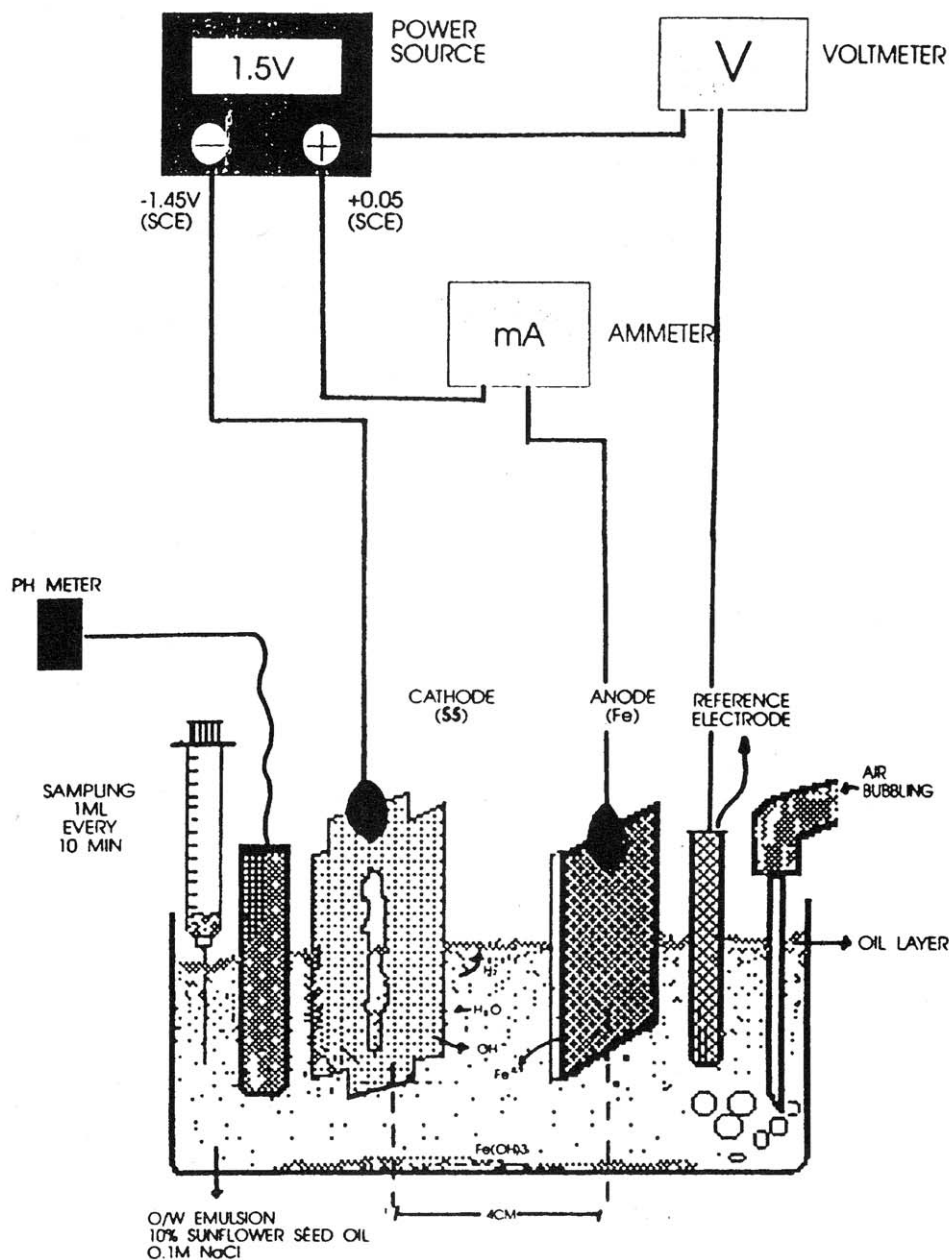 POWER
SOURCE
1.5V
V
VOLTMETER
−
+
-1.45V
(SCE)
+0.05
(SCE)
mA
AMMETER
PH METER
CATHODE
(SS)
ANODE
(Fe)
REFERENCE
ELECTRODE
AIR
BUBBLING
SAMPLING
1ML
EVERY
10 MIN
OIL LAYER
H₂
H₂O
OH
Fe
Fe(OH)3
4CM
O/W EMULSION
10% SUNFLOWER SEED OIL
0.1M NaCl